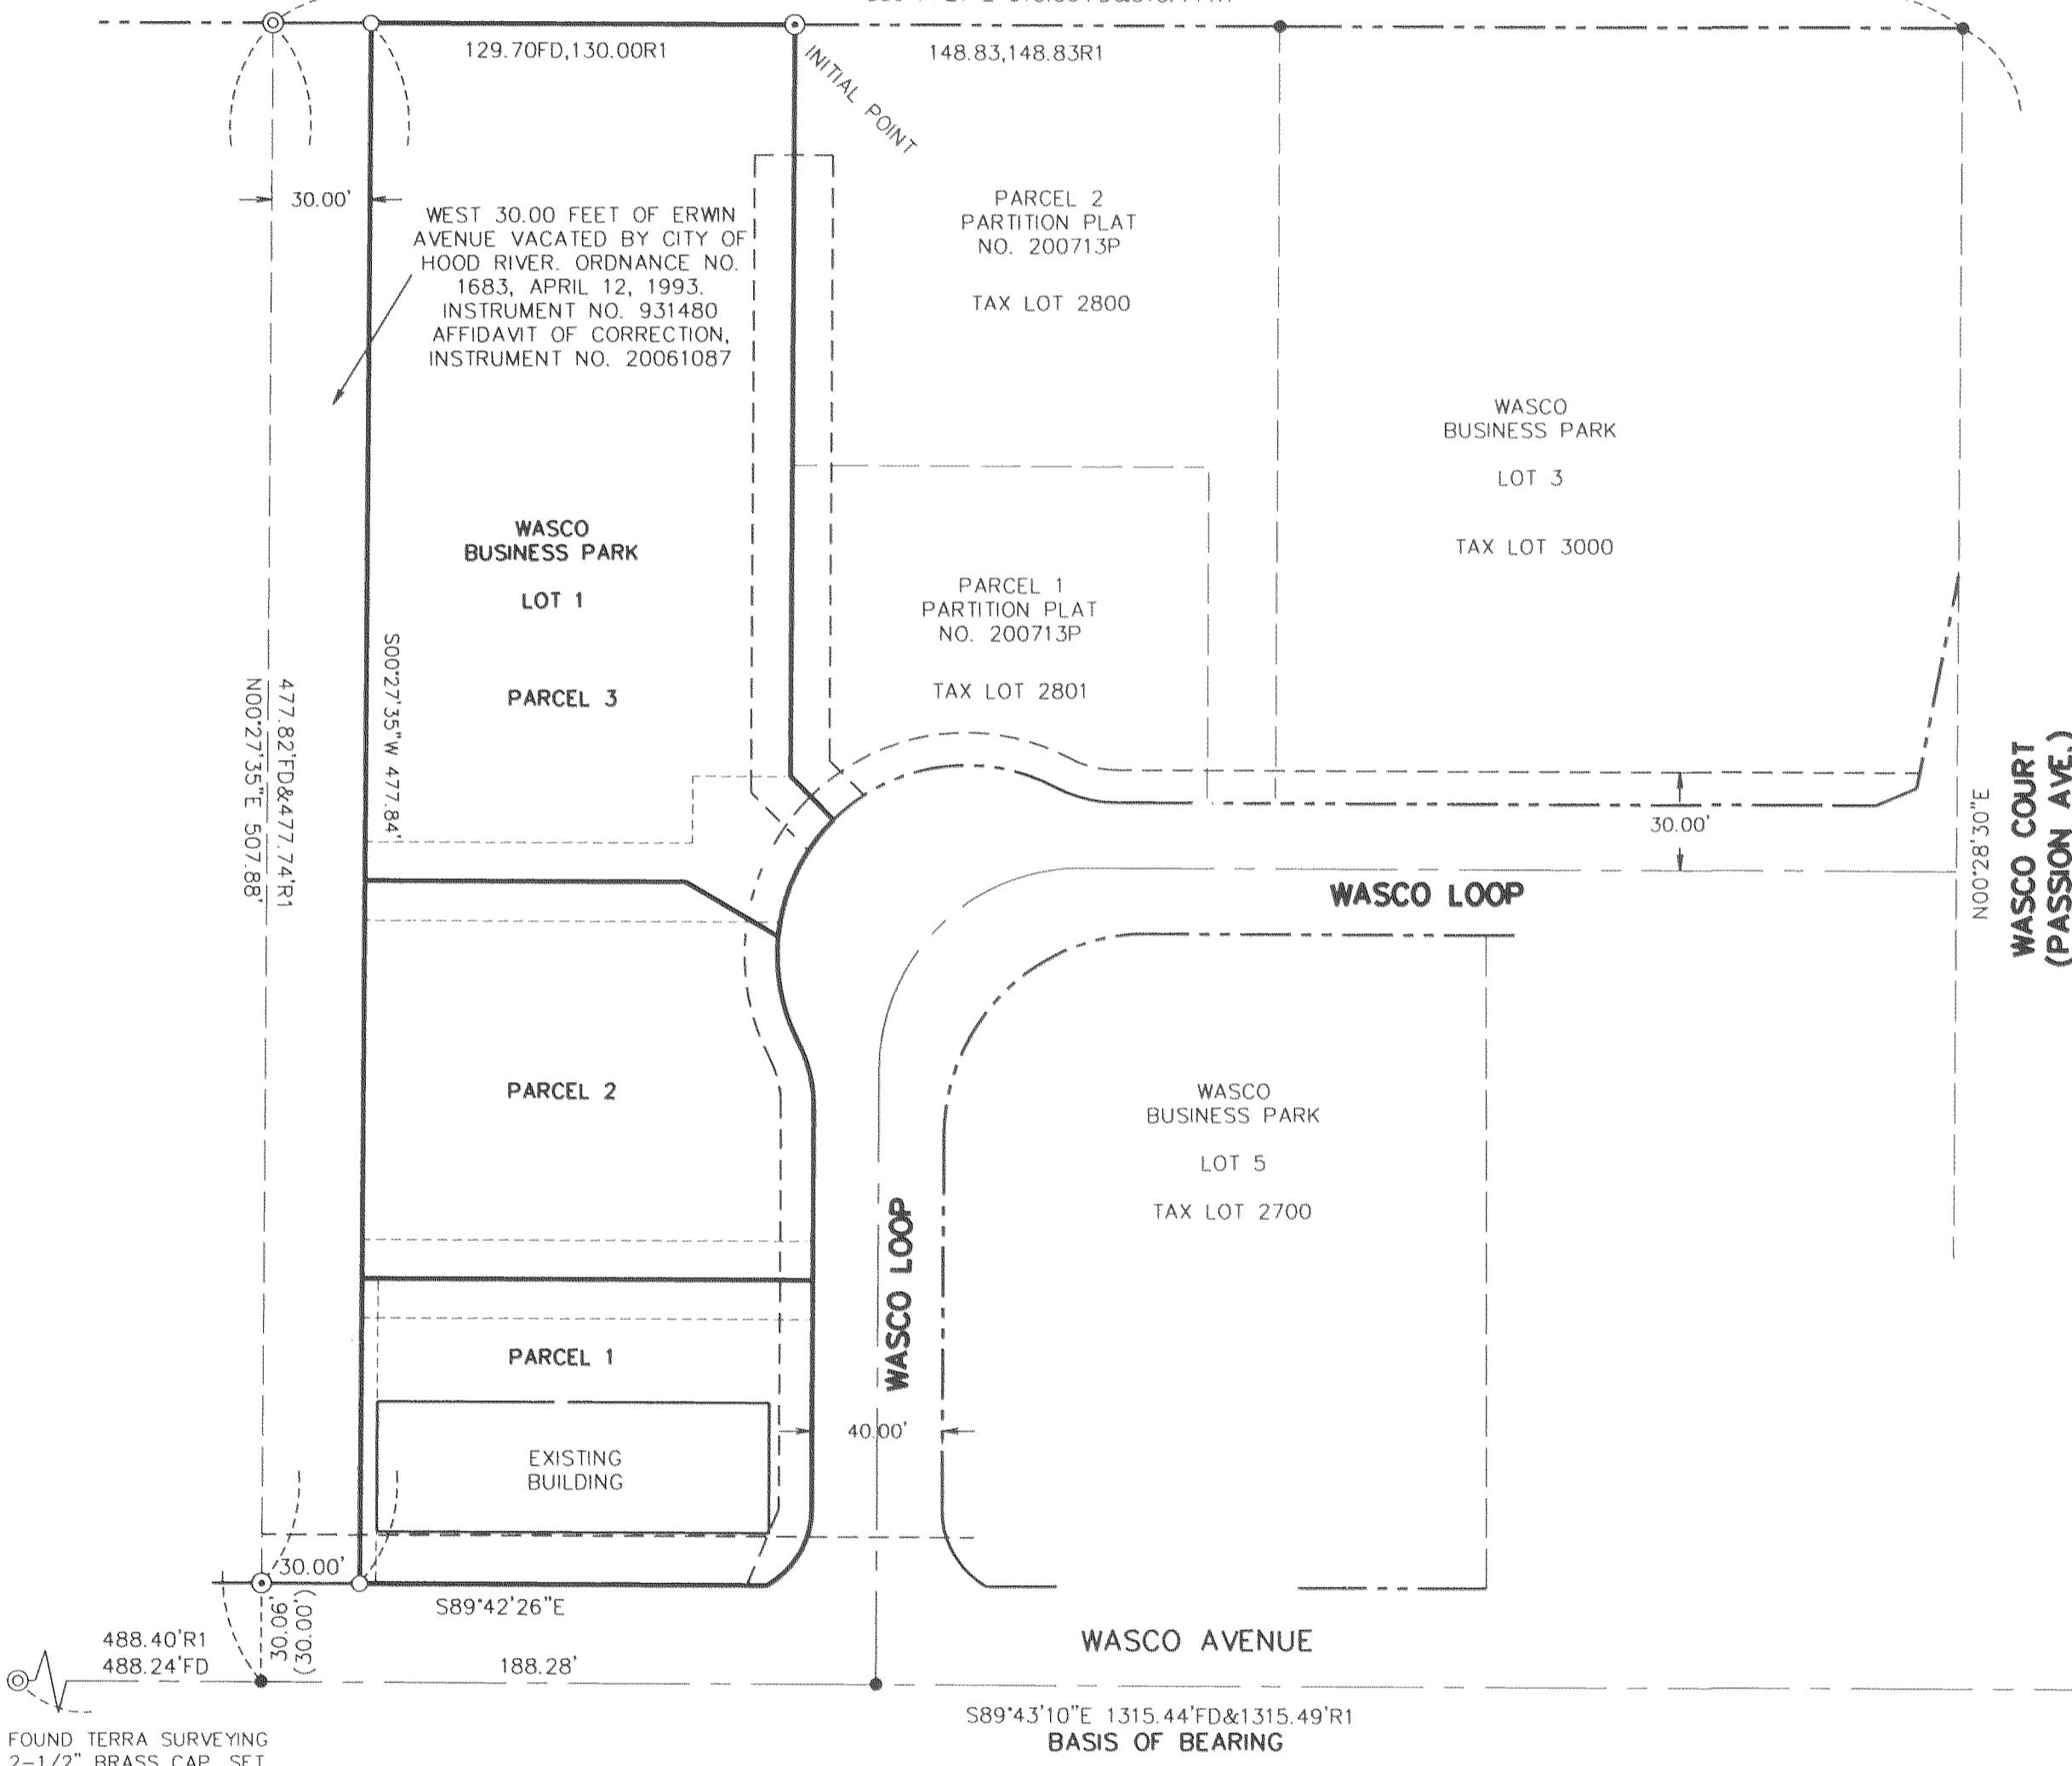 129.70FD,130.00R1
148.83,148.83R1
INITIAL POINT
30.00'
WEST 30.00 FEET OF ERWIN
AVENUE VACATED BY CITY OF
HOOD RIVER. ORDNANCE NO.
1683, APRIL 12, 1993.
INSTRUMENT NO. 931480
AFFIDAVIT OF CORRECTION,
INSTRUMENT NO. 20061087
PARCEL 2
PARTITION PLAT
NO. 200713P
TAX LOT 2800
WASCO
BUSINESS PARK
LOT 3
TAX LOT 3000
WASCO
BUSINESS PARK
LOT 1
PARCEL 3
PARCEL 1
PARTITION PLAT
NO. 200713P
TAX LOT 2801
S00°27'35"W 477.84'
477.82'FD&477.74'R1
N00°27'35"E 507.88'
30.00'
WASCO LOOP
N00°28'30"E
WASCO COURT
(PASSION AVE.)
PARCEL 2
WASCO
BUSINESS PARK
LOT 5
TAX LOT 2700
WASCO LOOP
PARCEL 1
40.00'
EXISTING
BUILDING
30.00'
30.06'
(30.00')
S89°42'26"E
488.40'R1
488.24'FD
188.28'
WASCO AVENUE
S89°43'10"E 1315.44'FD&1315.49'R1
BASIS OF BEARING
FOUND TERRA SURVEYING
2-1/2" BRASS CAP. SET